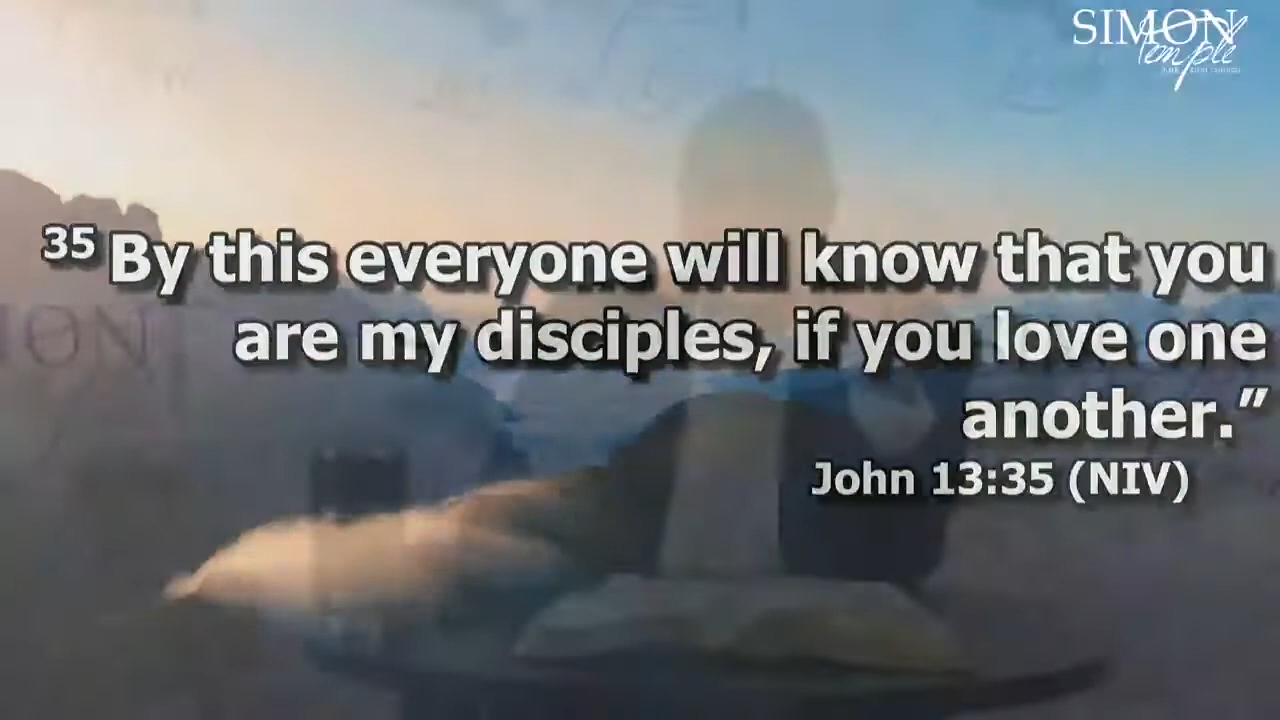 SIMON
temple
35 By this everyone will know that you
are my disciples, if you love one
another.”
John 13:35 (NIV)